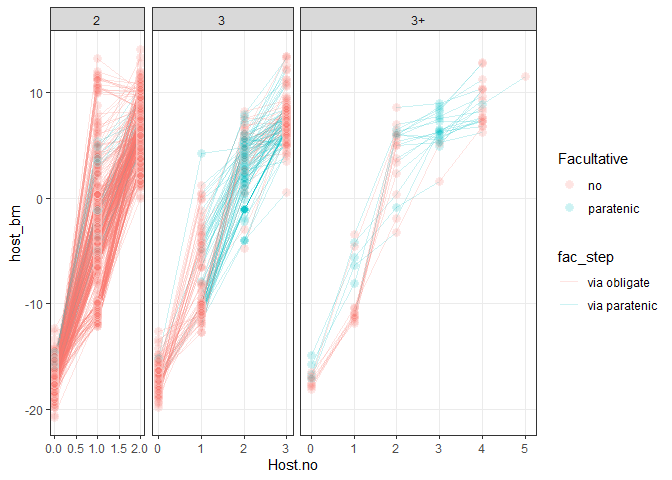 2 3 3+
host_bm
10
0
-10
-20
0.0 0.5 1.0 1.5 2.0 0 1 2 3 0 1 2 3 4 5
Host.no
Facultative
no
paratenic
fac_step
via obligate
via paratenic